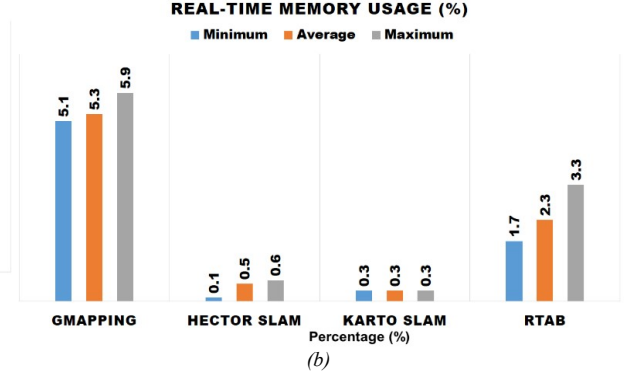 REAL-TIME MEMORY USAGE (%)
Minimum Average Maximum
5.1 5.3 5.9 0.1 0.5 0.6 0.3 0.3 0.3 1.7 2.3 3.3
GMAPPING HECTOR SLAM KARTO SLAM RTAB
Percentage (%)
(b)